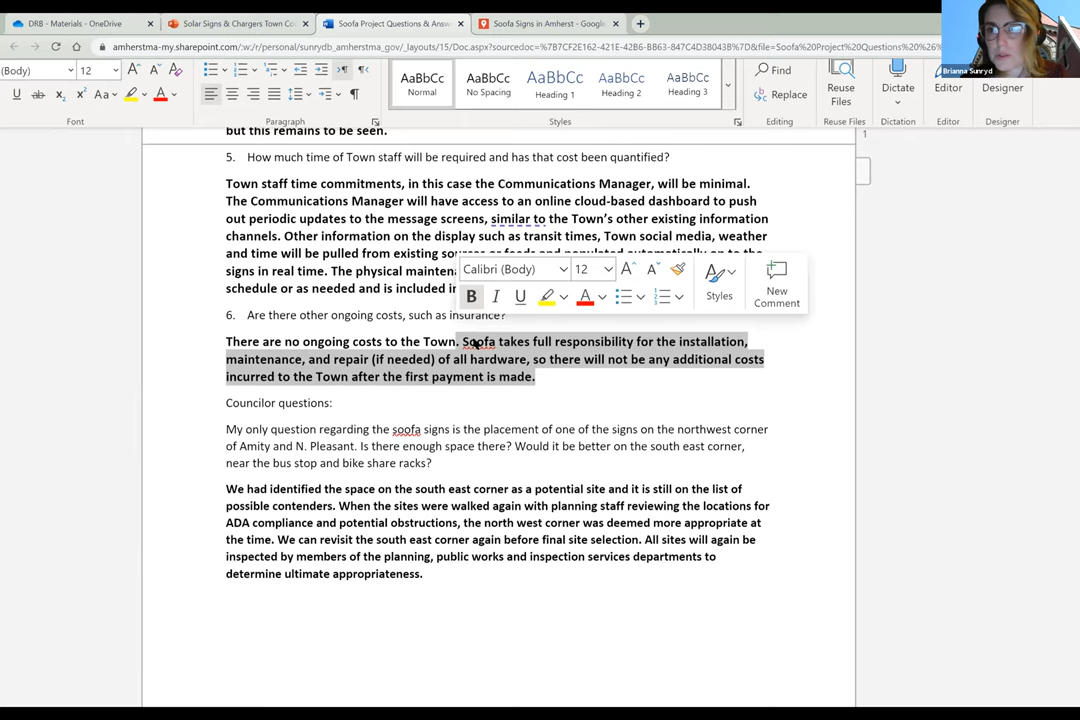 DRB - Materials - OneDrive
Solar Signs & Chargers Town Co
Soofa Project Questions & Answ
Soofa Signs in Amherst - Google
amherstma-my.sharepoint.com/:w:/r/personal/sunrydb_amherstma_gov/_layouts/15/Doc.aspx?sourcedoc=%7B7CF2E162-421E-42B6-BB63-847C4D38043B%7D&file=Soofa%20Project%20Questions%20%26%
Brianna Sunryd
(Body) 12 A A A
U ab x₂ x² Aa A
AaBbCc AaBbCc AaBbCc AaBbCc AaBbCc
Normal No Spacing Heading 1 Heading 2 Heading 3
Find
Replace
Reuse Files
Dictate
Editor
Designer
Font Paragraph Styles Editing Reuse Files Dictation Editor Designer
1
but this remains to be seen.
5. How much time of Town staff will be required and has that cost been quantified?
Town staff time commitments, in this case the Communications Manager, will be minimal.
The Communications Manager will have access to an online cloud-based dashboard to push
out periodic updates to the message screens, similar to the Town's other existing information
channels. Other information on the display such as transit times, Town social media, weather
and time will be pulled from existing
signs in real time. The physical
schedule or as needed and is included
Calibri (Body) 12 A A
B I U A
Styles
New Comment
6. Are there other ongoing costs, such as insurance?
There are no ongoing costs to the Town. Soofa takes full responsibility for the installation,
maintenance, and repair (if needed) of all hardware, so there will not be any additional costs
incurred to the Town after the first payment is made.
Councilor questions:
My only question regarding the soofa signs is the placement of one of the signs on the northwest corner
of Amity and N. Pleasant. Is there enough space there? Would it be better on the south east corner,
near the bus stop and bike share racks?
We had identified the space on the south east corner as a potential site and it is still on the list of
possible contenders. When the sites were walked again with planning staff reviewing the locations for
ADA compliance and potential obstructions, the north west corner was deemed more appropriate at
the time. We can revisit the south east corner again before final site selection. All sites will again be
inspected by members of the planning, public works and inspection services departments to
determine ultimate appropriateness.